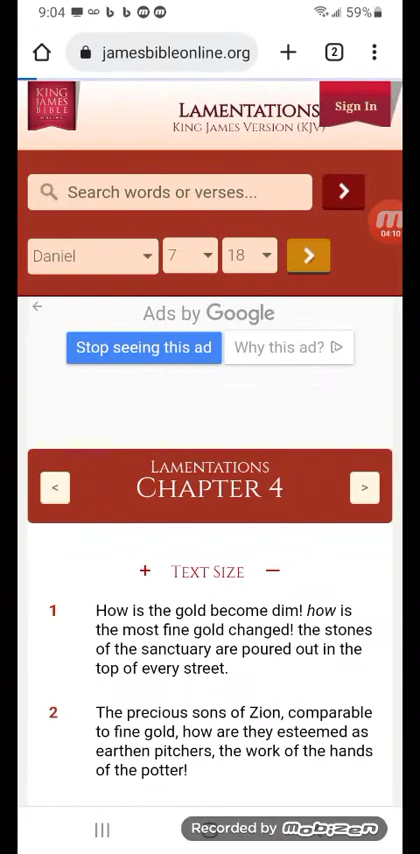 9:04 59%
jamesbibleonline.org
2
KING
JAMES
BIBLE
ONLINE
LAMENTATIONS
KING JAMES VERSION (KJV)
Sign In
Search words or verses...
>
Daniel 7 18 >
04:10
Ads by Google
Stop seeing this ad Why this ad?
LAMENTATIONS
< CHAPTER 4 >
+ TEXT SIZE −
1 How is the gold become dim! how is
the most fine gold changed! the stones
of the sanctuary are poured out in the
top of every street.
2 The precious sons of Zion, comparable
to fine gold, how are they esteemed as
earthen pitchers, the work of the hands
of the potter!
Recorded by mobizen